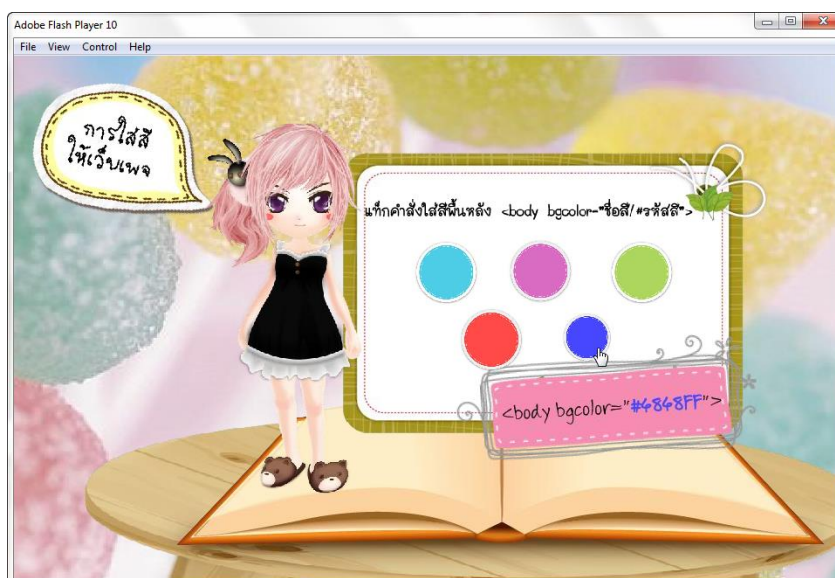 Adobe Flash Player 10
File View Control Help
การใส่สี
ให้เว็บเพจ
แท็กคำสั่งใส่สีพื้นหลัง <body bgcolor="ชื่อสี/#รหัสสี">
<body bgcolor="#4848FF">